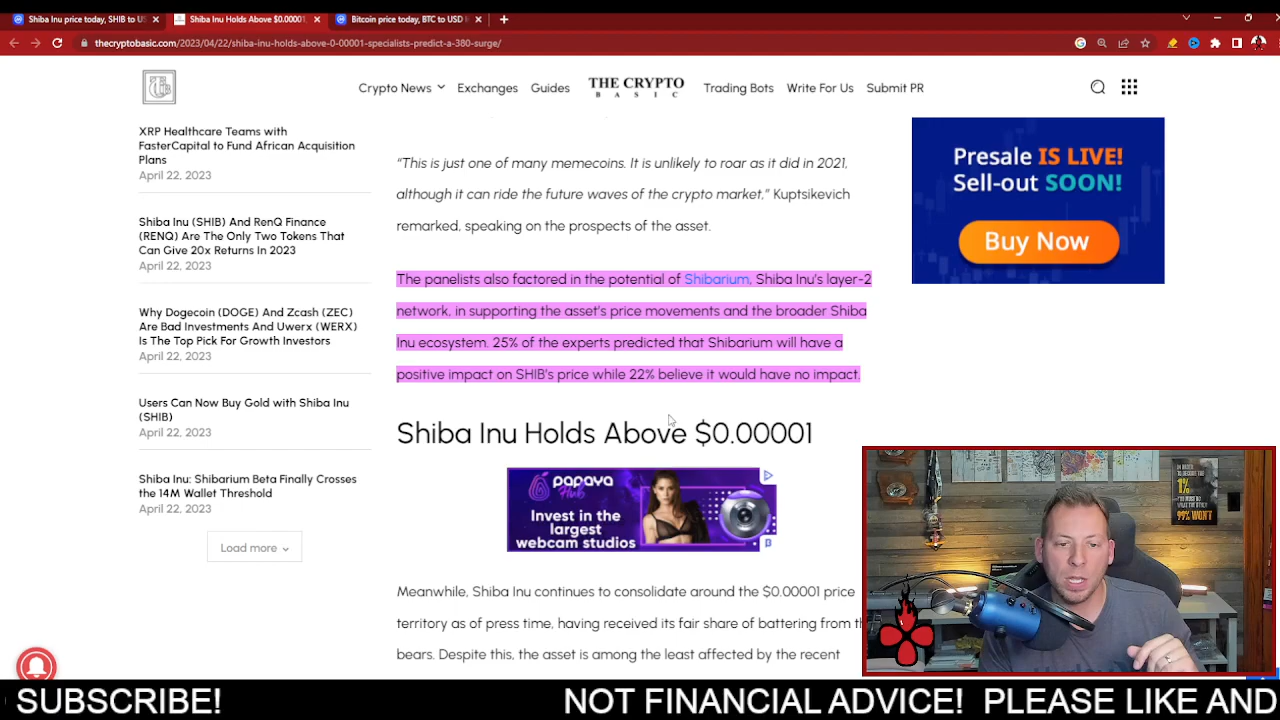 Shiba Inu price today, SHIB to US
Shiba Inu Holds Above $0.00001,
Bitcoin price today, BTC to USD l
thecryptobasic.com/2023/04/22/shiba-inu-holds-above-0-00001-specialists-predict-a-380-surge/
Crypto News
Exchanges
Guides
THE CRYPTO
BASIC
Trading Bots
Write For Us
Submit PR
XRP Healthcare Teams with
FasterCapital to Fund African Acquisition
Plans
April 22, 2023
Shiba Inu (SHIB) And RenQ Finance
(RENQ) Are The Only Two Tokens That
Can Give 20x Returns In 2023
April 22, 2023
Why Dogecoin (DOGE) And Zcash (ZEC)
Are Bad Investments And Uwerx (WERX)
Is The Top Pick For Growth Investors
April 22, 2023
Users Can Now Buy Gold with Shiba Inu
(SHIB)
April 22, 2023
Shiba Inu: Shibarium Beta Finally Crosses
the 14M Wallet Threshold
April 22, 2023
Load more
“This is just one of many memecoins. It is unlikely to roar as it did in 2021,
although it can ride the future waves of the crypto market,” Kuptsikevich
remarked, speaking on the prospects of the asset.
The panelists also factored in the potential of Shibarium, Shiba Inu’s layer-2
network, in supporting the asset’s price movements and the broader Shiba
Inu ecosystem. 25% of the experts predicted that Shibarium will have a
positive impact on SHIB’s price while 22% believe it would have no impact.
Shiba Inu Holds Above $0.00001
papaya
Hub
Invest in the
largest
webcam studios
Meanwhile, Shiba Inu continues to consolidate around the $0.00001 price
territory as of press time, having received its fair share of battering from th
bears. Despite this, the asset is among the least affected by the recent
Presale IS LIVE!
Sell-out SOON!
Buy Now
1%
99% WON'T
SUBSCRIBE!
NOT FINANCIAL ADVICE! PLEASE LIKE AND